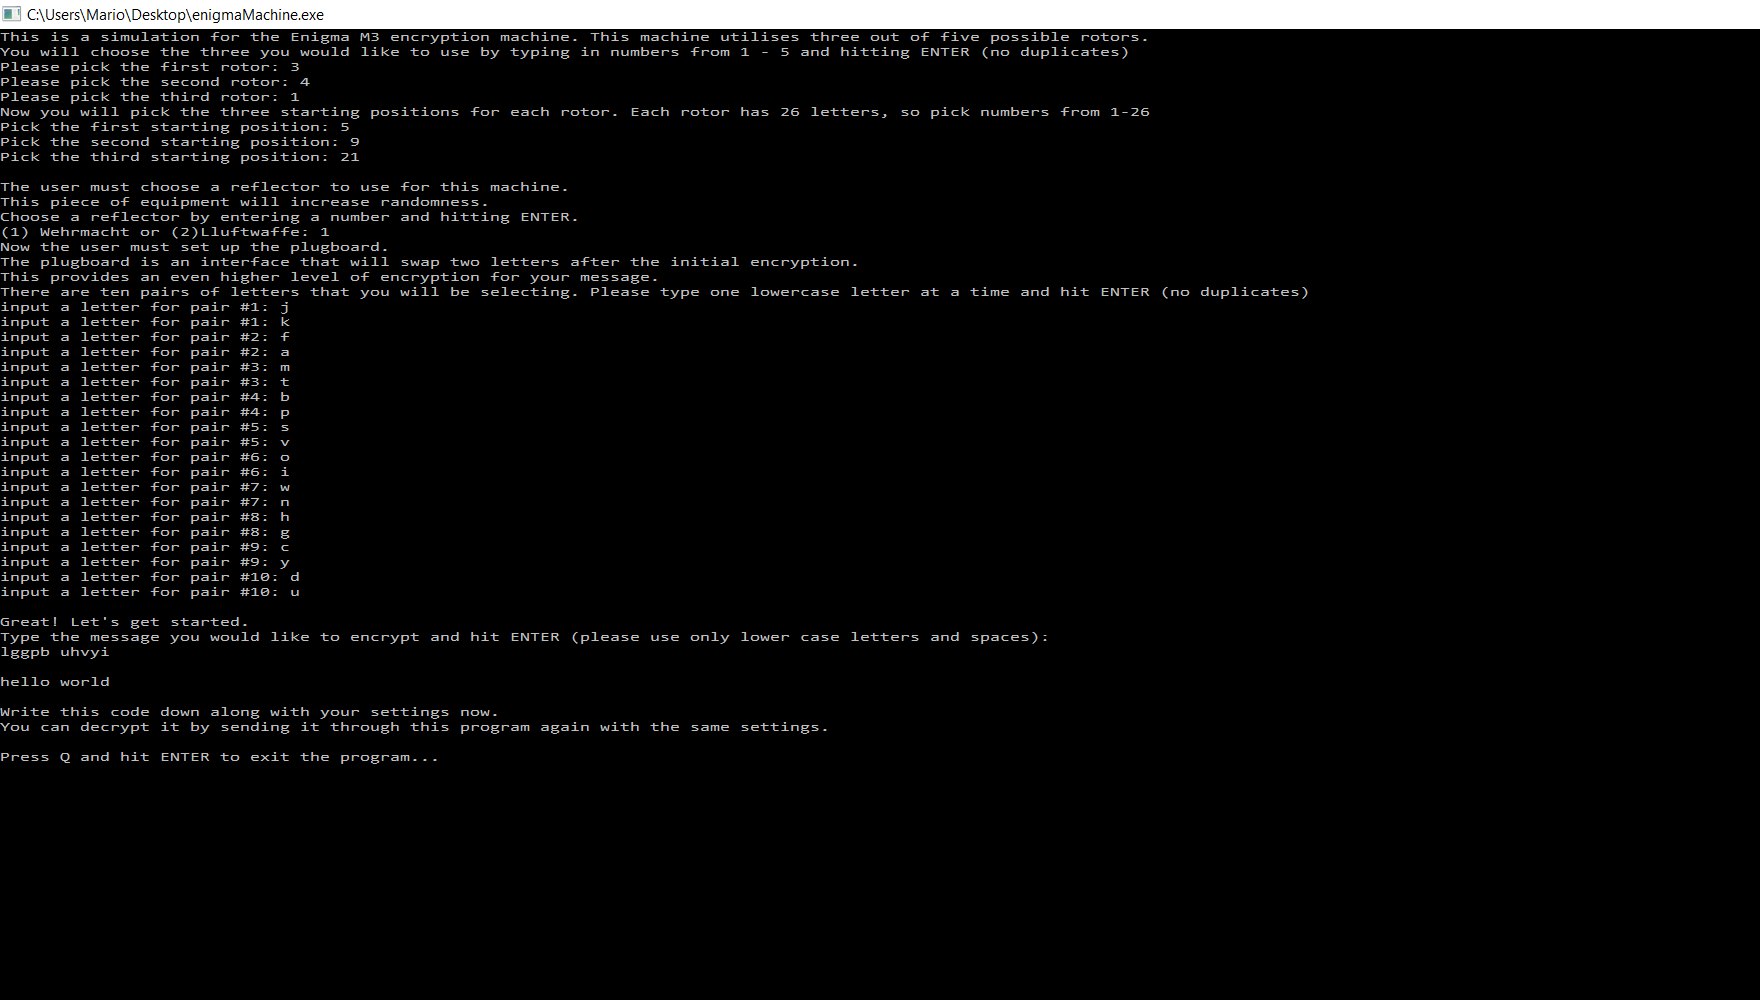 C:\Users\Mario\Desktop\enigmaMachine.exe
This is a simulation for the Enigma M3 encryption machine. This machine utilises three out of five possible rotors.
You will choose the three you would like to use by typing in numbers from 1 - 5 and hitting ENTER (no duplicates)
Please pick the first rotor: 3
Please pick the second rotor: 4
Please pick the third rotor: 1
Now you will pick the three starting positions for each rotor. Each rotor has 26 letters, so pick numbers from 1-26
Pick the first starting position: 5
Pick the second starting position: 9
Pick the third starting position: 21
The user must choose a reflector to use for this machine.
This piece of equipment will increase randomness.
Choose a reflector by entering a number and hitting ENTER.
(1) Wehrmacht or (2)Lluftwaffe: 1
Now the user must set up the plugboard.
The plugboard is an interface that will swap two letters after the initial encryption.
This provides an even higher level of encryption for your message.
There are ten pairs of letters that you will be selecting. Please type one lowercase letter at a time and hit ENTER (no duplicates)
input a letter for pair #1: j
input a letter for pair #1: k
input a letter for pair #2: f
input a letter for pair #2: a
input a letter for pair #3: m
input a letter for pair #3: t
input a letter for pair #4: b
input a letter for pair #4: p
input a letter for pair #5: s
input a letter for pair #5: v
input a letter for pair #6: o
input a letter for pair #6: i
input a letter for pair #7: w
input a letter for pair #7: n
input a letter for pair #8: h
input a letter for pair #8: g
input a letter for pair #9: c
input a letter for pair #9: y
input a letter for pair #10: d
input a letter for pair #10: u
Great! Let's get started.
Type the message you would like to encrypt and hit ENTER (please use only lower case letters and spaces):
lggpb uhvyi
hello world
Write this code down along with your settings now.
You can decrypt it by sending it through this program again with the same settings.
Press Q and hit ENTER to exit the program...